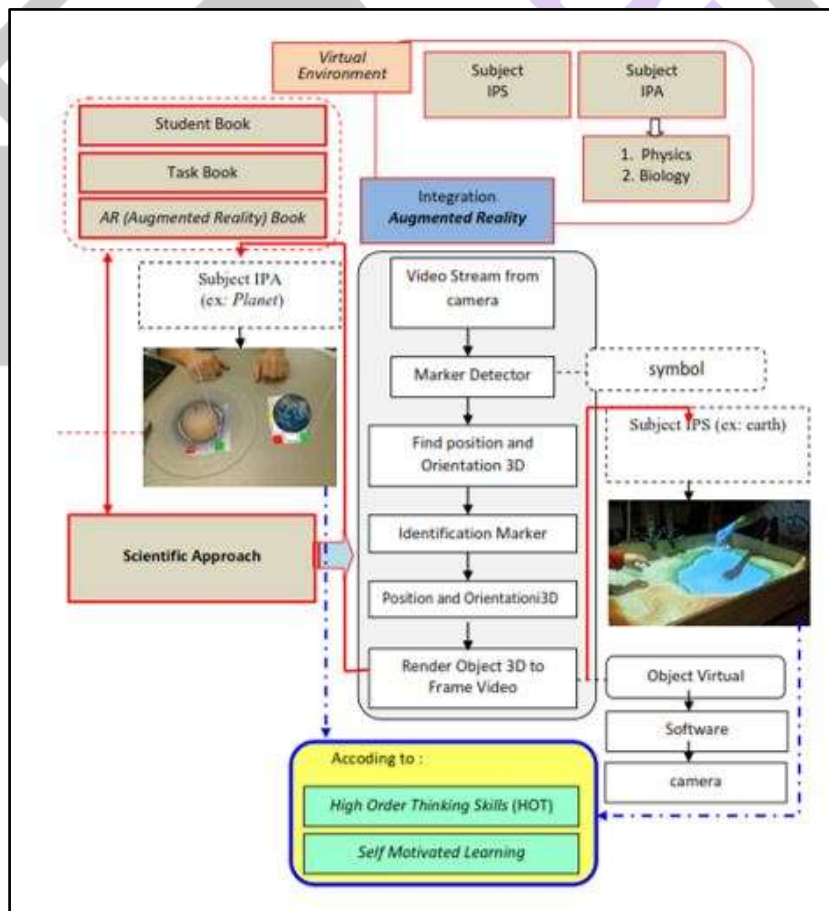 Virtual
Environment
Subject
IPS
Subject
IPA
1. Physics
2. Biology
Student Book
Task Book
AR (Augmented Reality) Book
Integration
Augmented Reality
Subject IPA
(ex: Planet)
Video Stream from
camera
Marker Detector
symbol
Find position and
Orientation 3D
Subject IPS (ex: earth)
Identification Marker
Scientific Approach
Position and Orientationi3D
Render Object 3D to
Frame Video
Object Virtual
Software
camera
Accoding to :
High Order Thinking Skills (HOT)
Self Motivated Learning